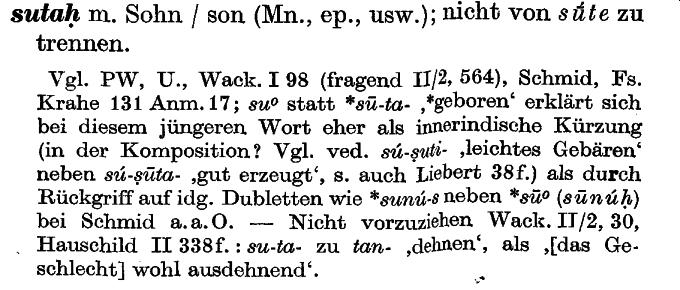 sutaḥ m. Sohn / son (Mn., ep., usw.); nicht von sū́te zu
trennen.
Vgl. PW, U., Wack. I 98 (fragend II/2, 564), Schmid, Fs.
Krahe 131 Anm. 17; su° statt *sū-ta- ‚*geboren‘ erklärt sich
bei diesem jüngeren Wort eher als innerindische Kürzung
(in der Komposition? Vgl. ved. sú-ṣuti- ‚leichtes Gebären‘
neben sú-ṣūta- ‚gut erzeugt‘, s. auch Liebert 38f.) als durch
Rückgriff auf idg. Dubletten wie *sunú-s neben *sū° (sūnúḥ)
bei Schmid a.a.O. — Nicht vorzuziehen Wack. II/2, 30,
Hauschild II 338f.: su-ta- zu tan- ‚dehnen‘, als ‚[das Ge-
schlecht] wohl ausdehnend‘.